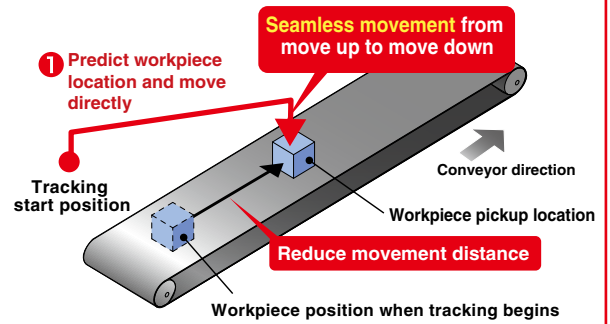 Seamless movement from
move up to move down
1 Predict workpiece
location and move
directly
Tracking
start position
Conveyor direction
Workpiece pickup location
Reduce movement distance
Workpiece position when tracking begins